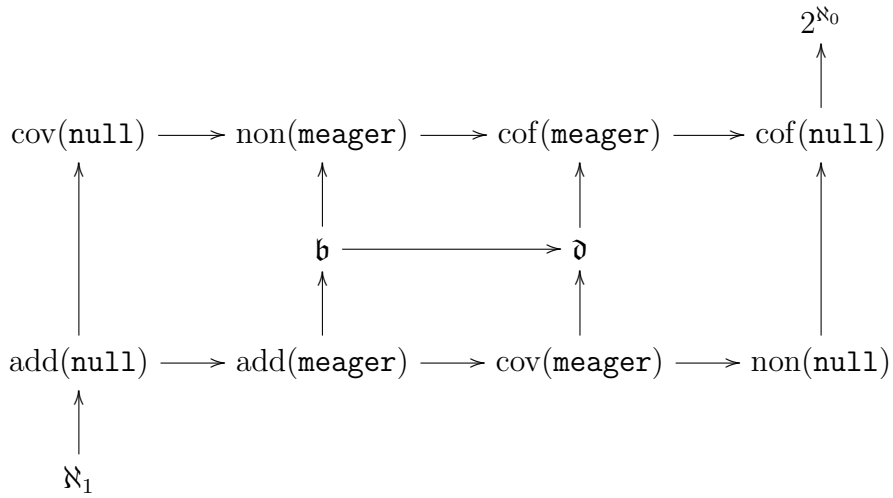 2^{ℵ₀}
cov(null) non(meager) cof(meager) cof(null)
𝔟 𝔡
add(null) add(meager) cov(meager) non(null)
ℵ₁